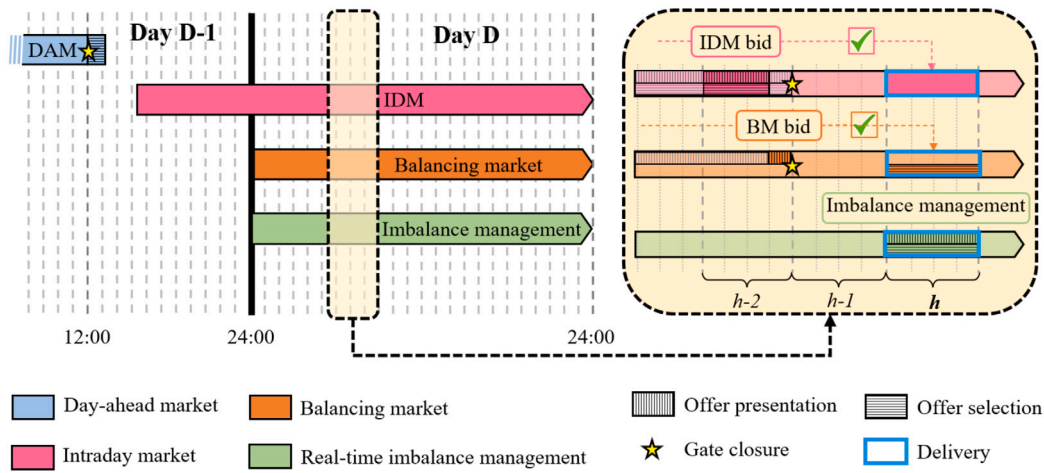 Day D-1
Day D
DAM
IDM
Balancing market
Imbalance management
12:00
24:00
24:00
IDM bid
BM bid
Imbalance management
h-2
h-1
h
Day-ahead market
Balancing market
Offer presentation
Offer selection
Intraday market
Real-time imbalance management
Gate closure
Delivery